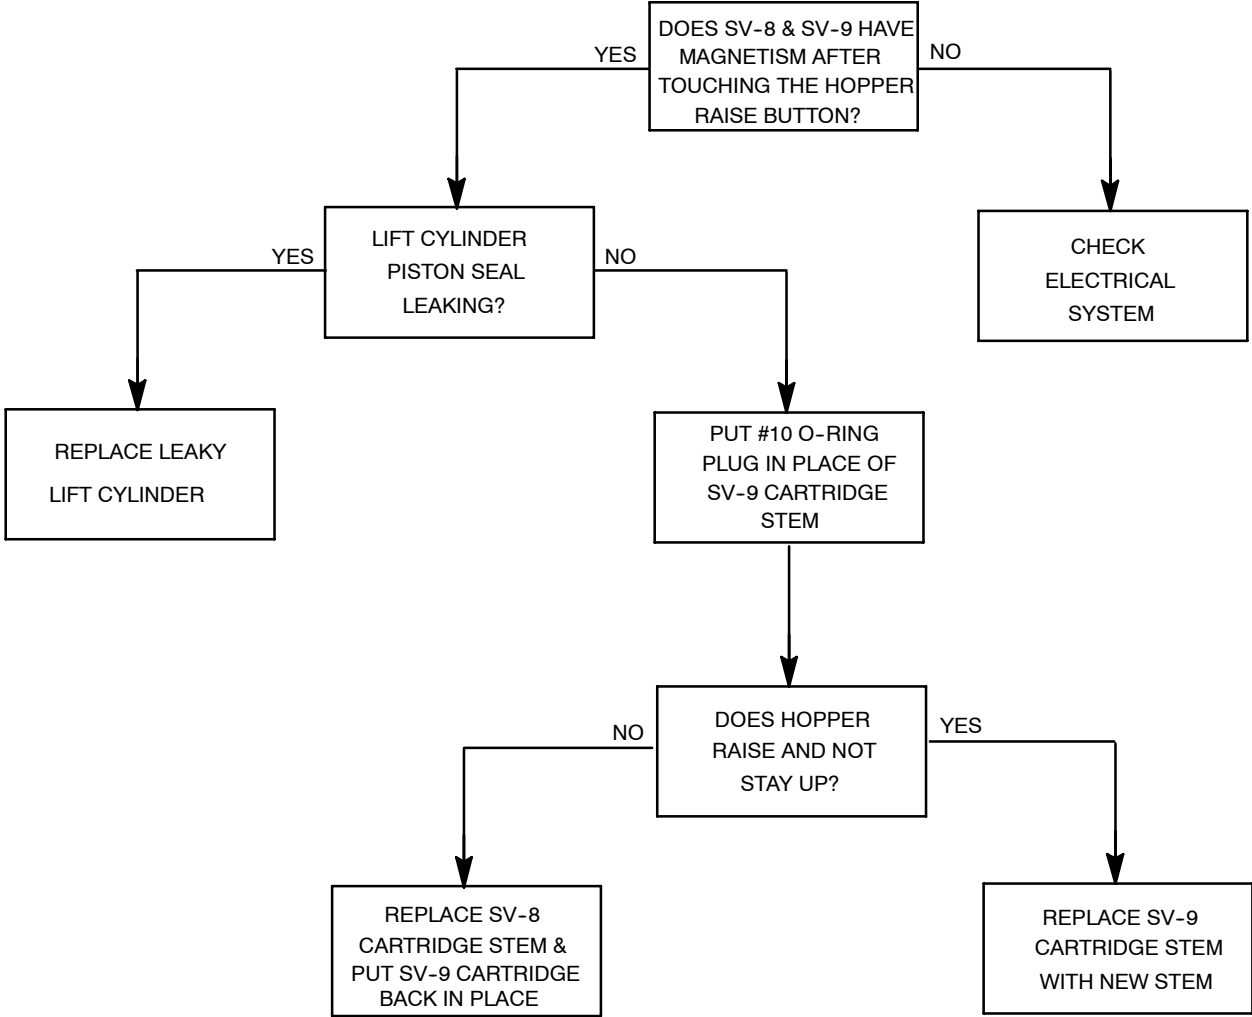 DOES SV-8 & SV-9 HAVE
MAGNETISM AFTER
TOUCHING THE HOPPER
RAISE BUTTON?
YES
NO
LIFT CYLINDER
PISTON SEAL
LEAKING?
YES
NO
CHECK
ELECTRICAL
SYSTEM
REPLACE LEAKY
LIFT CYLINDER
PUT #10 O-RING
PLUG IN PLACE OF
SV-9 CARTRIDGE
STEM
DOES HOPPER
RAISE AND NOT
STAY UP?
NO
YES
REPLACE SV-8
CARTRIDGE STEM &
PUT SV-9 CARTRIDGE
BACK IN PLACE
REPLACE SV-9
CARTRIDGE STEM
WITH NEW STEM